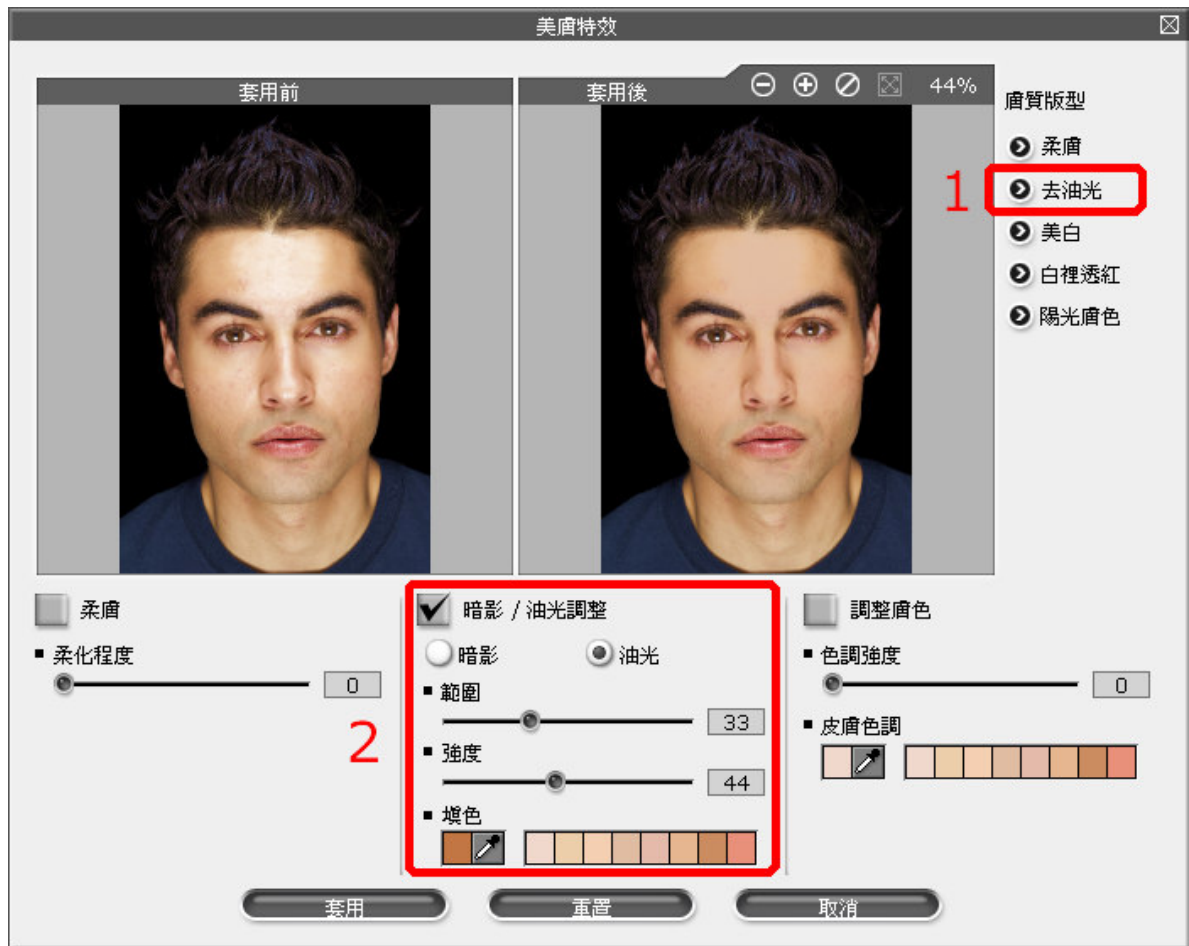 美膚特效
套用前
套用後
44%
膚質版型
柔膚
1
去油光
美白
白裡透紅
陽光膚色
柔膚
柔化程度
0
2
暗影 / 油光調整
暗影
油光
範圍
33
強度
44
填色
調整膚色
色調強度
0
皮膚色調
套用
重置
取消